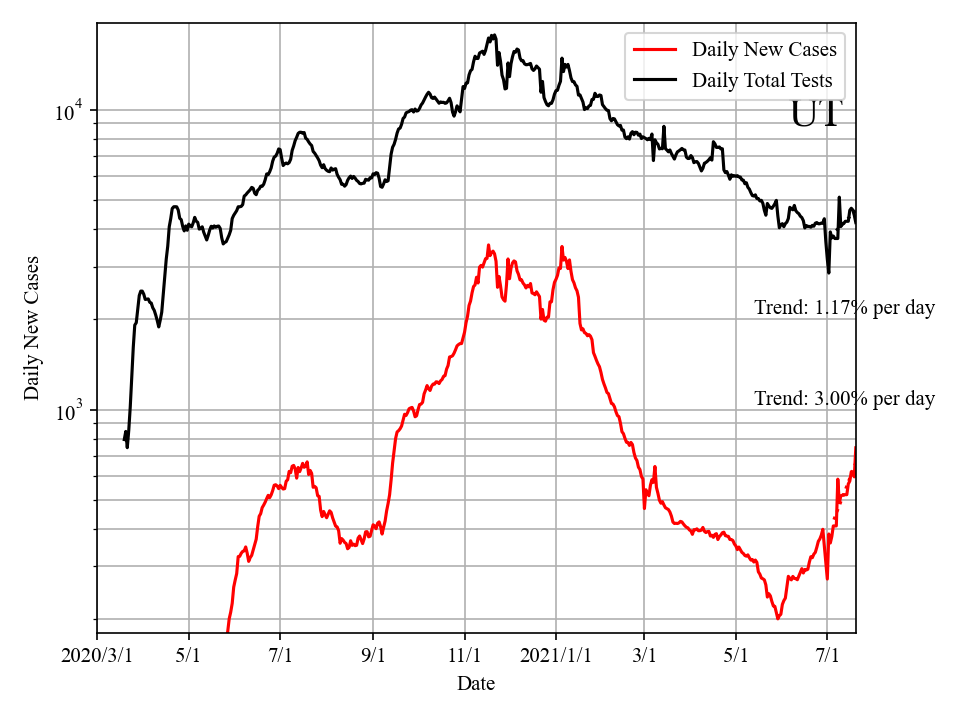 Daily New Cases
Daily Total Tests
UT
10^4
10^3
Daily New Cases
Trend: 1.17% per day
Trend: 3.00% per day
2020/3/1 5/1 7/1 9/1 11/1 2021/1/1 3/1 5/1 7/1
Date